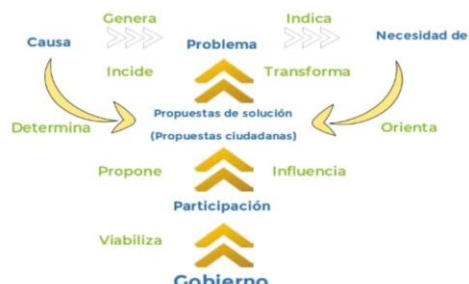 Genera
Indica
Causa
Problema
Necesidad de
Incide
Transforma
Propuestas de solución
(Propuestas ciudadanas)
Determina
Orienta
Propone
Influencia
Participación
Viabiliza
Gobierno